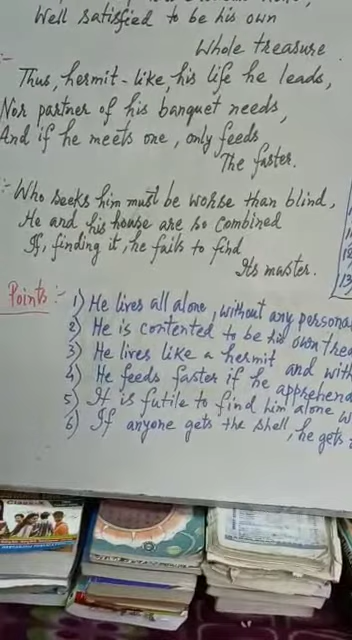 Well satisfied to be his own
Whole treasure.
:-
Thus, hermit-like, his life he leads,
Nor partner of his banquet needs,
And if he meets one, only feeds
The faster.
:- Who seeks him must be worse than blind,
He and his house are so combined
If, finding it, he fails to find
Its master.
Points :- 1) He lives all alone, without any persona
2) He is contented to be his own trea
3) He lives like a hermit and with
4) He feeds faster if he apprehend
5) It is futile to find him alone w
6) If anyone gets the shell, he gets